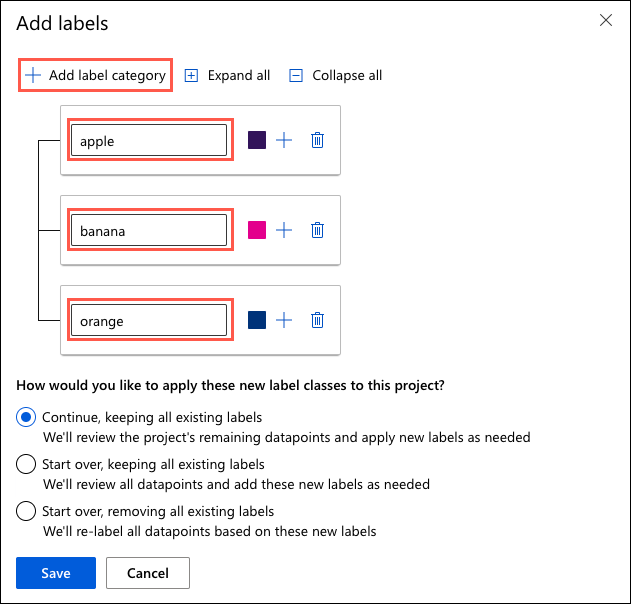 Add labels
Add label category Expand all Collapse all
apple
banana
orange
How would you like to apply these new label classes to this project?
Continue, keeping all existing labels
We'll review the project's remaining datapoints and apply new labels as needed
Start over, keeping all existing labels
We'll review all datapoints and add these new labels as needed
Start over, removing all existing labels
We'll re-label all datapoints based on these new labels
Save Cancel